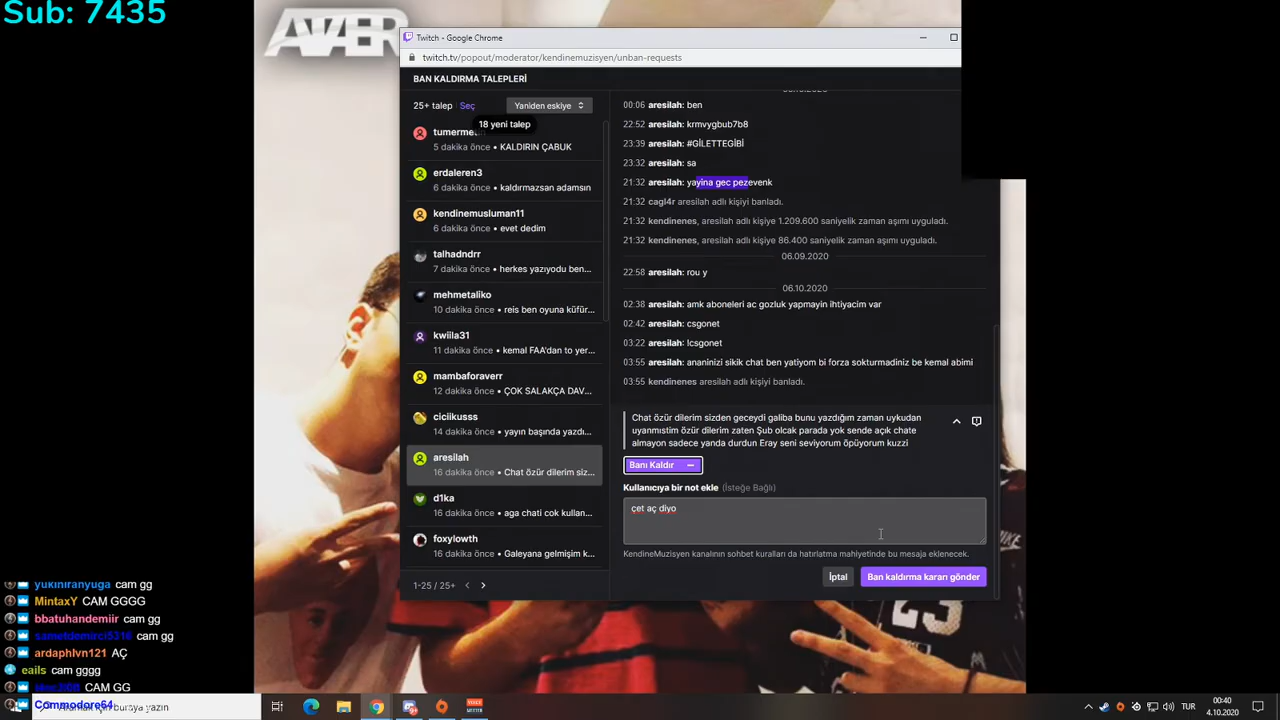 Sub: 7435
Twitch - Google Chrome
twitch.tv/popout/moderator/kendinemuzisyen/unban-requests
BAN KALDIRMA TALEPLERİ
25+ talep Seç Yeniden eskiye
18 yeni talep
5 dakika önce • KALDIRIN ÇABUK
erdaleren3
6 dakika önce • kaldırmazsan adamsın
kendinemusluman11
6 dakika önce • evet dedim
talhadndrr
7 dakika önce • herkes yazıyodu ben...
mehmetaliko
10 dakika önce • reis ben oyuna küfür...
kwiila31
11 dakika önce • kemal FAA'dan to yer...
mambaforaverr
12 dakika önce • ÇOK SALAKÇA DAV...
ciciikusss
14 dakika önce • yayın başında yazdı...
aresilah
16 dakika önce • Chat özür dilerim siz...
d1ka
16 dakika önce • aga chati cok kullan...
foxylowth
16 dakika önce • Galeyana gelmişim k...
1-25 / 25+
00:06 aresilah: ben
22:52 aresilah: krmvygbub7b8
23:39 aresilah: #GİLETTEGİBİ
23:32 aresilah: sa
21:32 aresilah: yayina gec pezevenk
21:32 cagl4r aresilah adlı kişiyi banladı.
21:32 kendinenes, aresilah adlı kişiye 1.209.600 saniyelik zaman aşımı uyguladı.
21:32 kendinenes, aresilah adlı kişiye 86.400 saniyelik zaman aşımı uyguladı.
06.09.2020
22:58 aresilah: rou y
06.10.2020
02:38 aresilah: amk aboneleri ac gozluk yapmayin ihtiyacim var
02:42 aresilah: csgonet
03:22 aresilah: !csgonet
03:55 aresilah: ananinizi sikik chat ben yatiyom bi forza sokturmadiniz be kemal abimi
03:55 kendinenes aresilah adlı kişiyi banladı.
Chat özür dilerim sizden geceydi galiba bunu yazdığım zaman uykudan
uyanmıstim özür dilerim zaten Şub olcak parada yok sende açık chate
almayon sadece yanda durdun Eray seni seviyorum öpüyorum kuzzi
Banı Kaldır
Kullanıcıya bir not ekle (İsteğe Bağlı)
çet aç diyo
KendineMuzisyen kanalının sohbet kuralları da hatırlatma mahiyetinde bu mesaja eklenecek.
İptal Ban kaldırma kararı gönder
yukiniranyuga cam gg
MintaxY CAM GGGG
bbatuhandemiir cam gg
cam gg
ardaphlvn121 AÇ
eails cam gggg
CAM GG
Commodore64
TUR
00:40
4.10.2020